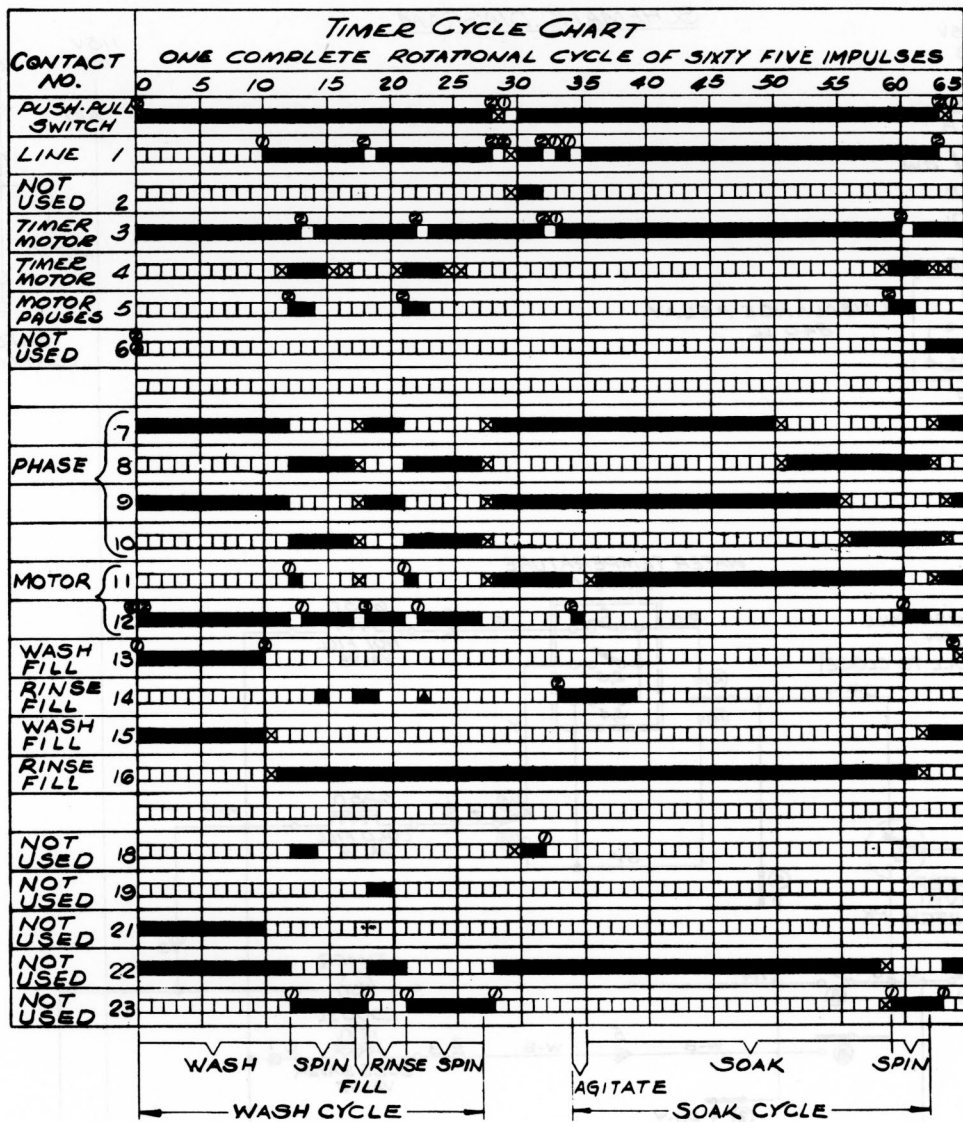 TIMER CYCLE CHART
ONE COMPLETE ROTATIONAL CYCLE OF SIXTY FIVE IMPULSES
CONTACT NO.
0 5 10 15 20 25 30 35 40 45 50 55 60 65
PUSH-PULL
SWITCH
LINE 1
NOT
USED 2
TIMER
MOTOR 3
TIMER
MOTOR 4
MOTOR
PAUSES 5
NOT
USED 6
7
PHASE 8
9
10
MOTOR 11
12
WASH
FILL 13
RINSE
FILL 14
WASH
FILL 15
RINSE
FILL 16
NOT
USED 18
NOT
USED 19
NOT
USED 21
NOT
USED 22
NOT
USED 23
WASH SPIN RINSE SPIN SOAK SPIN
FILL AGITATE
WASH CYCLE SOAK CYCLE